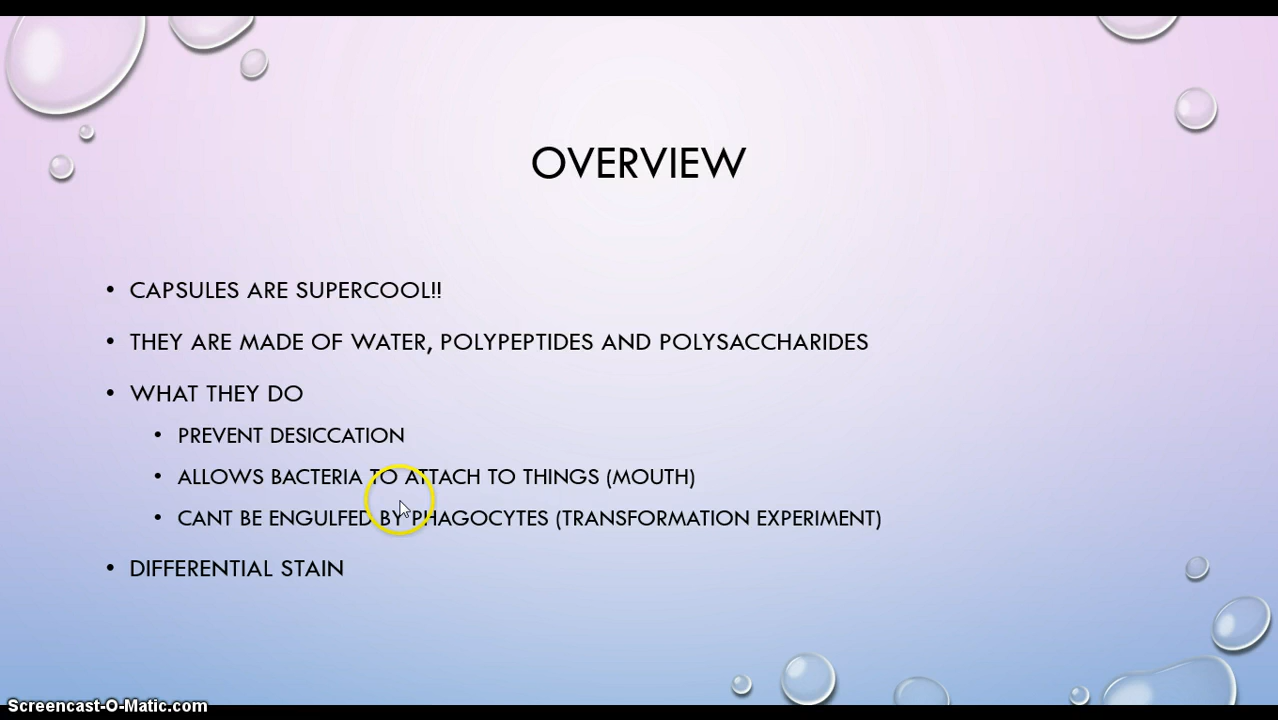 OVERVIEW
• CAPSULES ARE SUPERCOOL!!
• THEY ARE MADE OF WATER, POLYPEPTIDES AND POLYSACCHARIDES
• WHAT THEY DO
• PREVENT DESICCATION
• ALLOWS BACTERIA TO ATTACH TO THINGS (MOUTH)
• CANT BE ENGULFED BY PHAGOCYTES (TRANSFORMATION EXPERIMENT)
• DIFFERENTIAL STAIN
Screencast-O-Matic.com